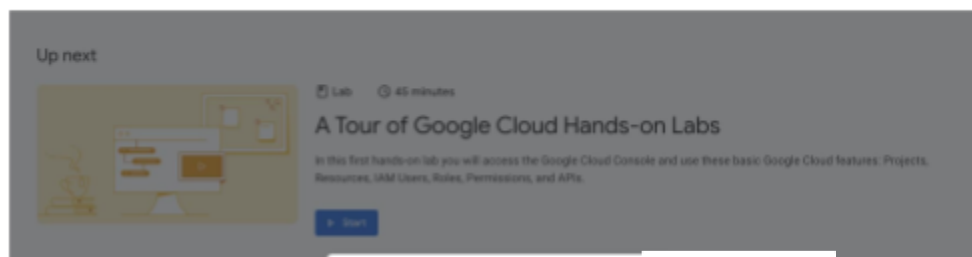 Up next
Lab 45 minutes
A Tour of Google Cloud Hands-on Labs
In this first hands-on lab you will access the Google Cloud Console and use these basic Google Cloud features: Projects,
Resources, IAM Users, Roles, Permissions, and APIs.
Start